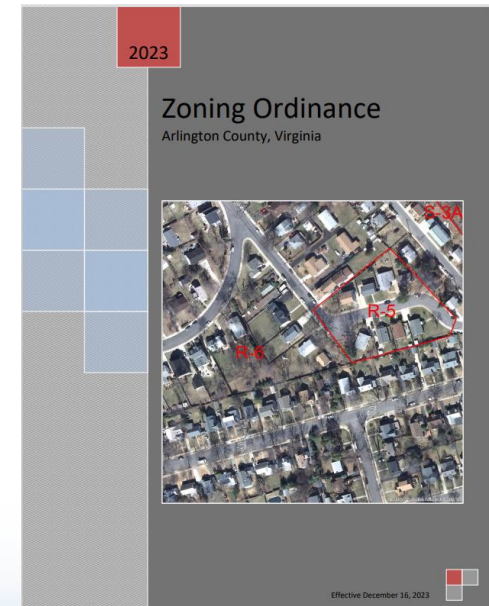 2023
Zoning Ordinance
Arlington County, Virginia
S-3A
R-5
R-6
Effective December 16, 2023